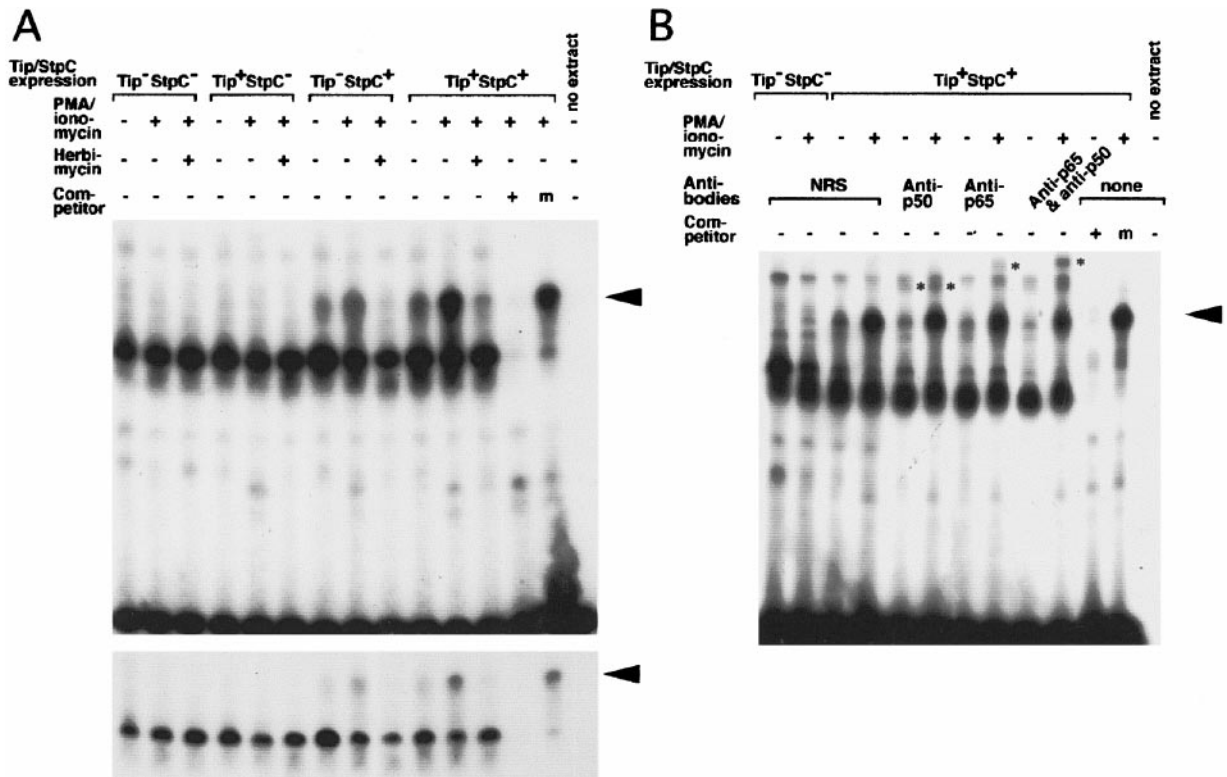 A
Tip/StpC
expression
Tip⁻StpC⁻ Tip⁺StpC⁻ Tip⁻StpC⁺ Tip⁺StpC⁺ no extract
PMA/
iono-
mycin
- + + - + + - + + - + + + + -
Herbi-
mycin
- - + - - + - - + - - + - - -
Com-
petitor
- - - - - - - - - - - - + m -
B
Tip/StpC
expression
Tip⁻StpC⁻ Tip⁺StpC⁺ no extract
PMA/
iono-
mycin
- + - + - + - + - + - + -
Anti-
bodies
NRS Anti-
p50 Anti-
p65 Anti-p65
& anti-p50 none
Com-
petitor
- - - - - - - - - - + m -
* * * *